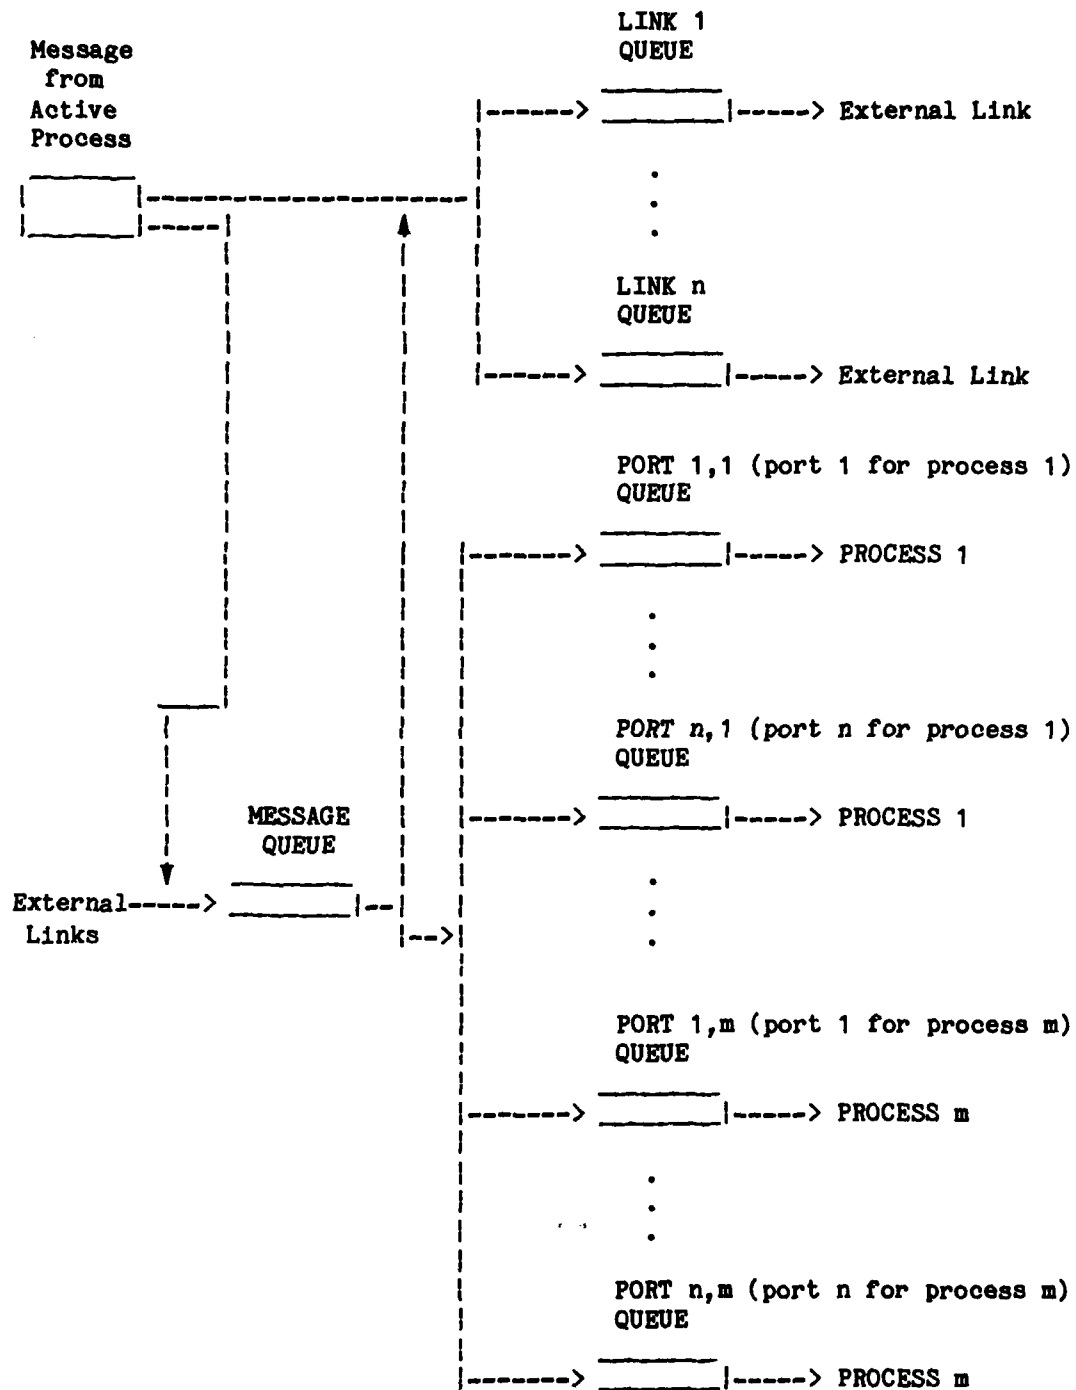 Message
from
Active
Process
LINK 1
QUEUE
External Link
LINK n
QUEUE
External Link
PORT 1,1 (port 1 for process 1)
QUEUE
PROCESS 1
PORT n,1 (port n for process 1)
QUEUE
PROCESS 1
MESSAGE
QUEUE
External
Links
PORT 1,m (port 1 for process m)
QUEUE
PROCESS m
PORT n,m (port n for process m)
QUEUE
PROCESS m